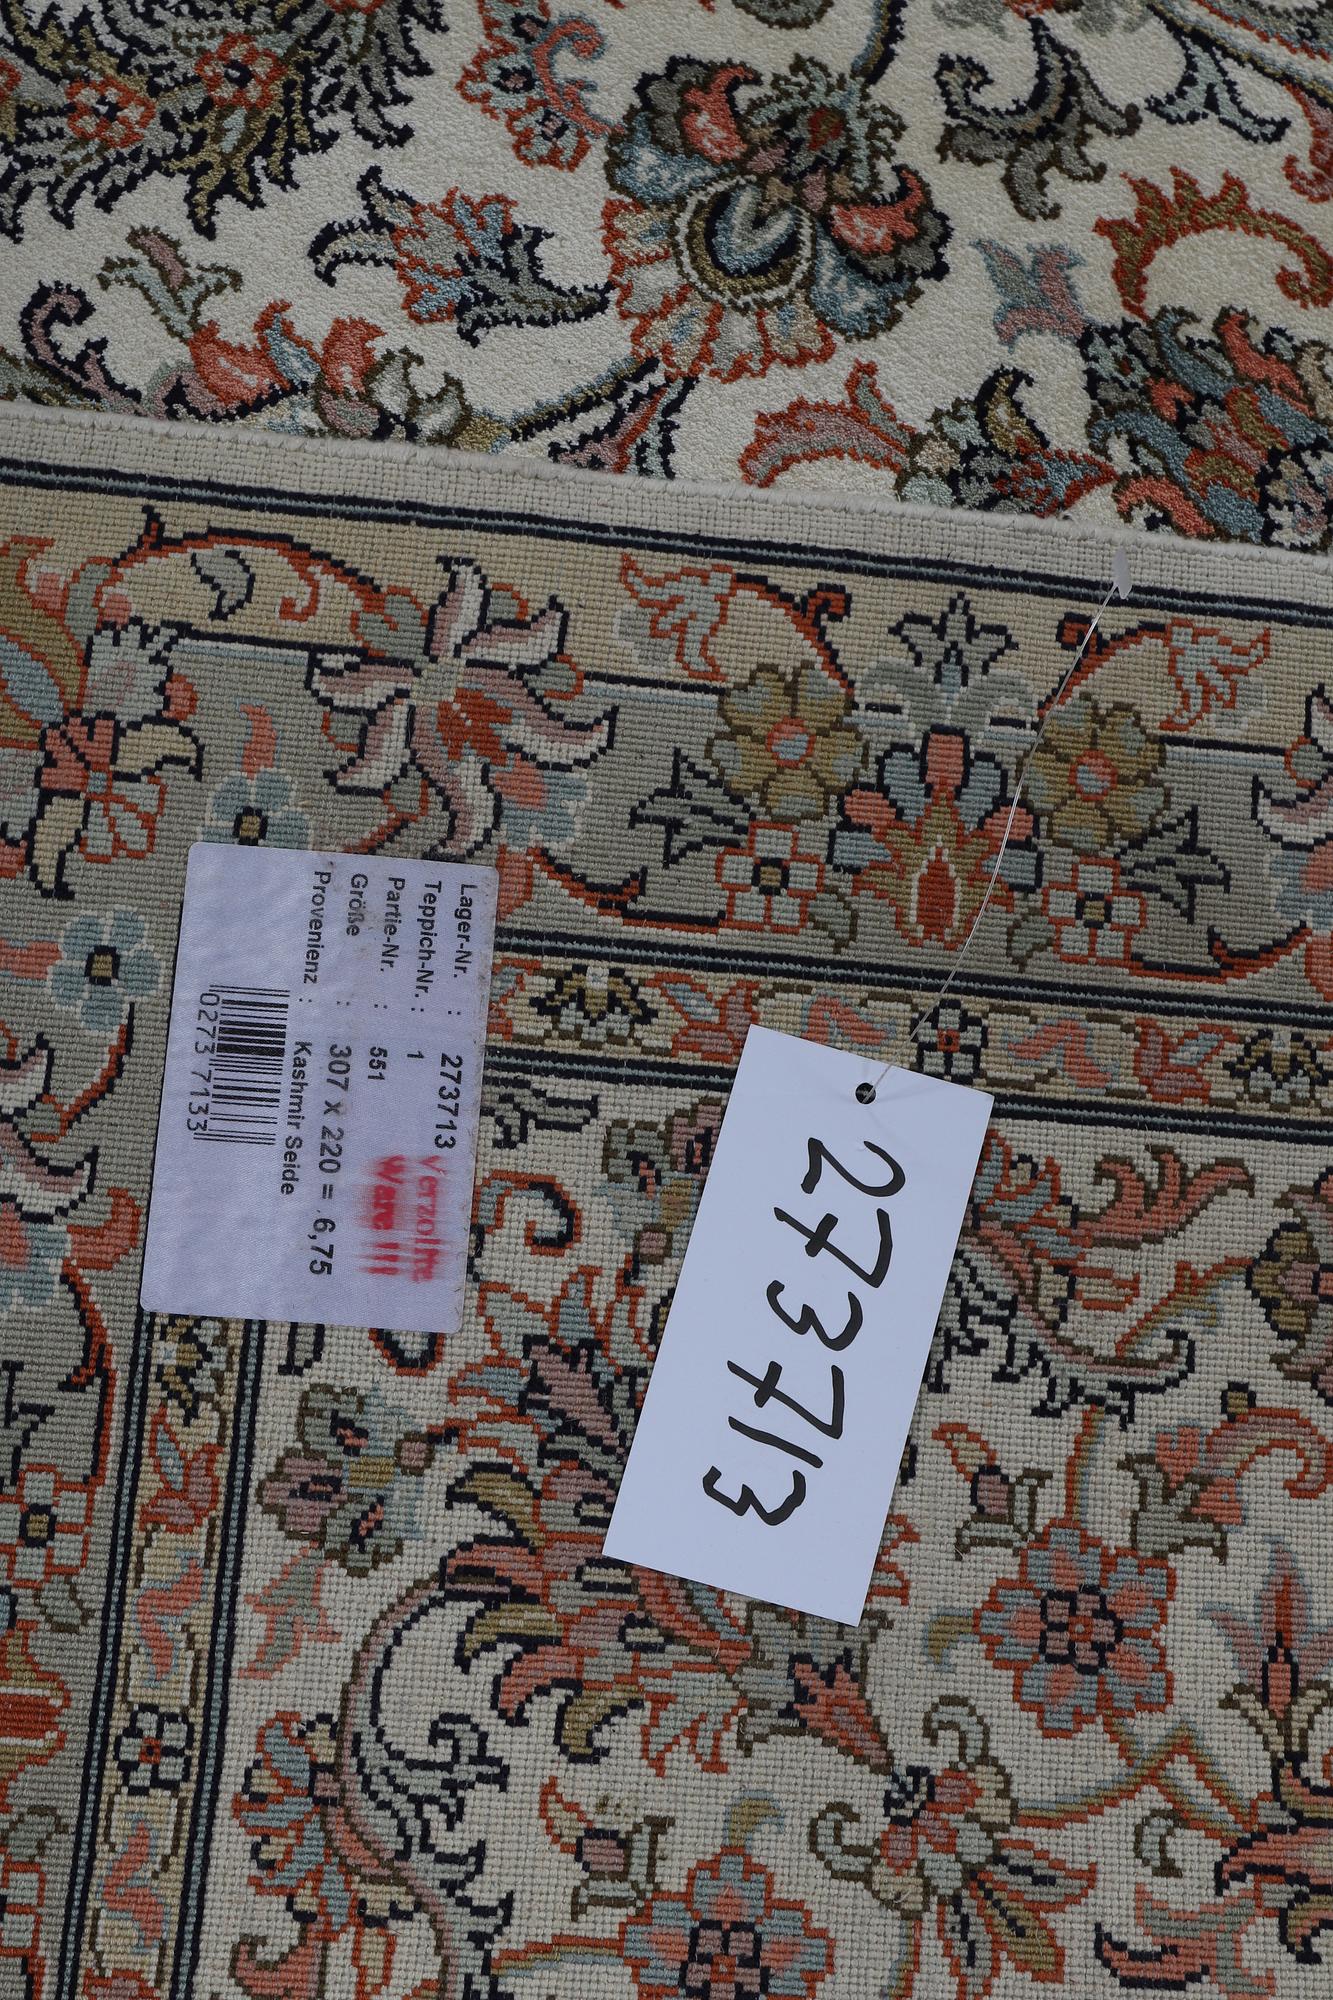 Lager-Nr. : 273713
Teppich-Nr. : 1
Partie-Nr. : 551
Größe : 307 x 220 = 6,75
Provenienz : Kashmir Seide
0273 7133
Verzollte
Ware III
273713